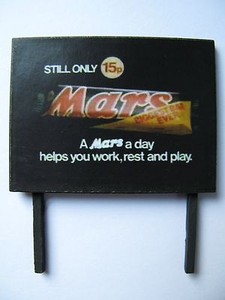 STILL ONLY 15p
Mars
A Mars a day
helps you work, rest and play.